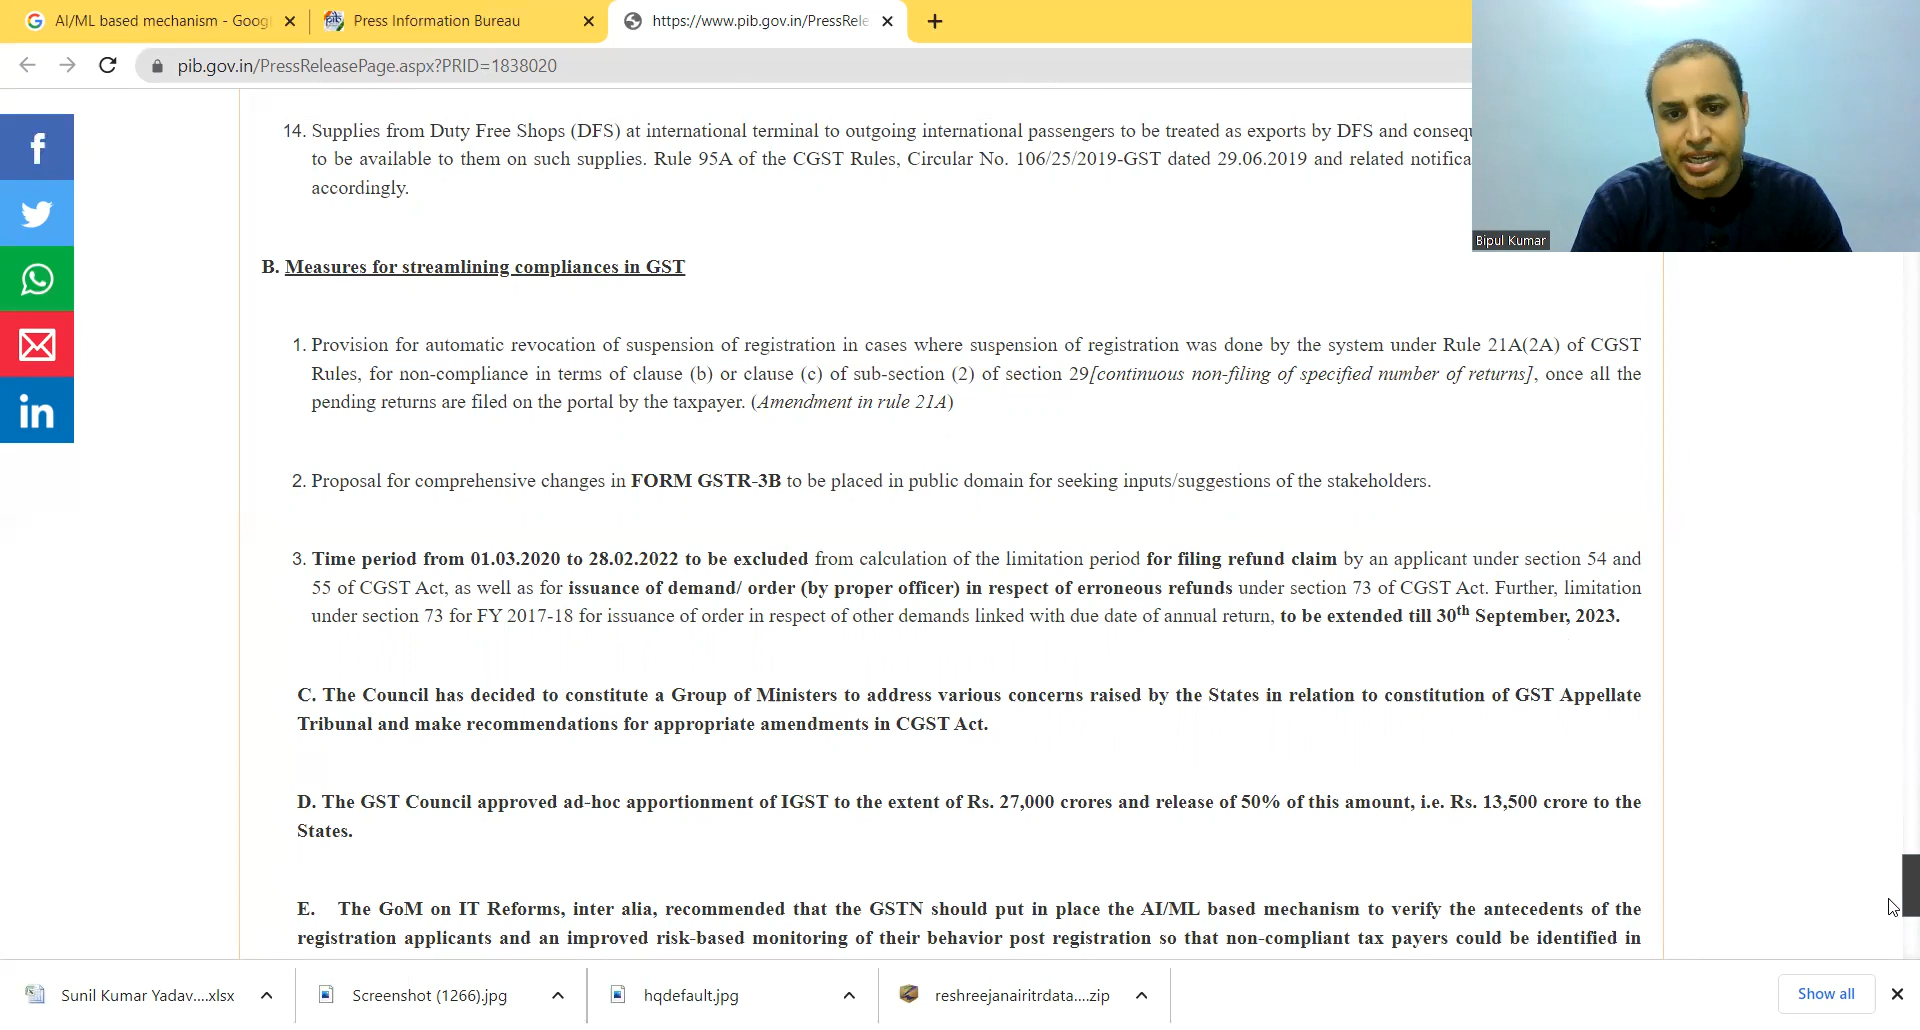 AI/ML based mechanism - Goog
Press Information Bureau
https://www.pib.gov.in/PressRele
pib.gov.in/PressReleasePage.aspx?PRID=1838020
14. Supplies from Duty Free Shops (DFS) at international terminal to outgoing international passengers to be treated as exports by DFS and consequ
to be available to them on such supplies. Rule 95A of the CGST Rules, Circular No. 106/25/2019-GST dated 29.06.2019 and related notifica
accordingly.
Bipul Kumar
B. Measures for streamlining compliances in GST
1. Provision for automatic revocation of suspension of registration in cases where suspension of registration was done by the system under Rule 21A(2A) of CGST
Rules, for non-compliance in terms of clause (b) or clause (c) of sub-section (2) of section 29[continuous non-filing of specified number of returns], once all the
pending returns are filed on the portal by the taxpayer. (Amendment in rule 21A)
2. Proposal for comprehensive changes in FORM GSTR-3B to be placed in public domain for seeking inputs/suggestions of the stakeholders.
3. Time period from 01.03.2020 to 28.02.2022 to be excluded from calculation of the limitation period for filing refund claim by an applicant under section 54 and
55 of CGST Act, as well as for issuance of demand/ order (by proper officer) in respect of erroneous refunds under section 73 of CGST Act. Further, limitation
under section 73 for FY 2017-18 for issuance of order in respect of other demands linked with due date of annual return, to be extended till 30th September, 2023.
C. The Council has decided to constitute a Group of Ministers to address various concerns raised by the States in relation to constitution of GST Appellate
Tribunal and make recommendations for appropriate amendments in CGST Act.
D. The GST Council approved ad-hoc apportionment of IGST to the extent of Rs. 27,000 crores and release of 50% of this amount, i.e. Rs. 13,500 crore to the
States.
E. The GoM on IT Reforms, inter alia, recommended that the GSTN should put in place the AI/ML based mechanism to verify the antecedents of the
registration applicants and an improved risk-based monitoring of their behavior post registration so that non-compliant tax payers could be identified in
Sunil Kumar Yadav....xlsx
Screenshot (1266).jpg
hqdefault.jpg
reshreejanairitrdata....zip
Show all